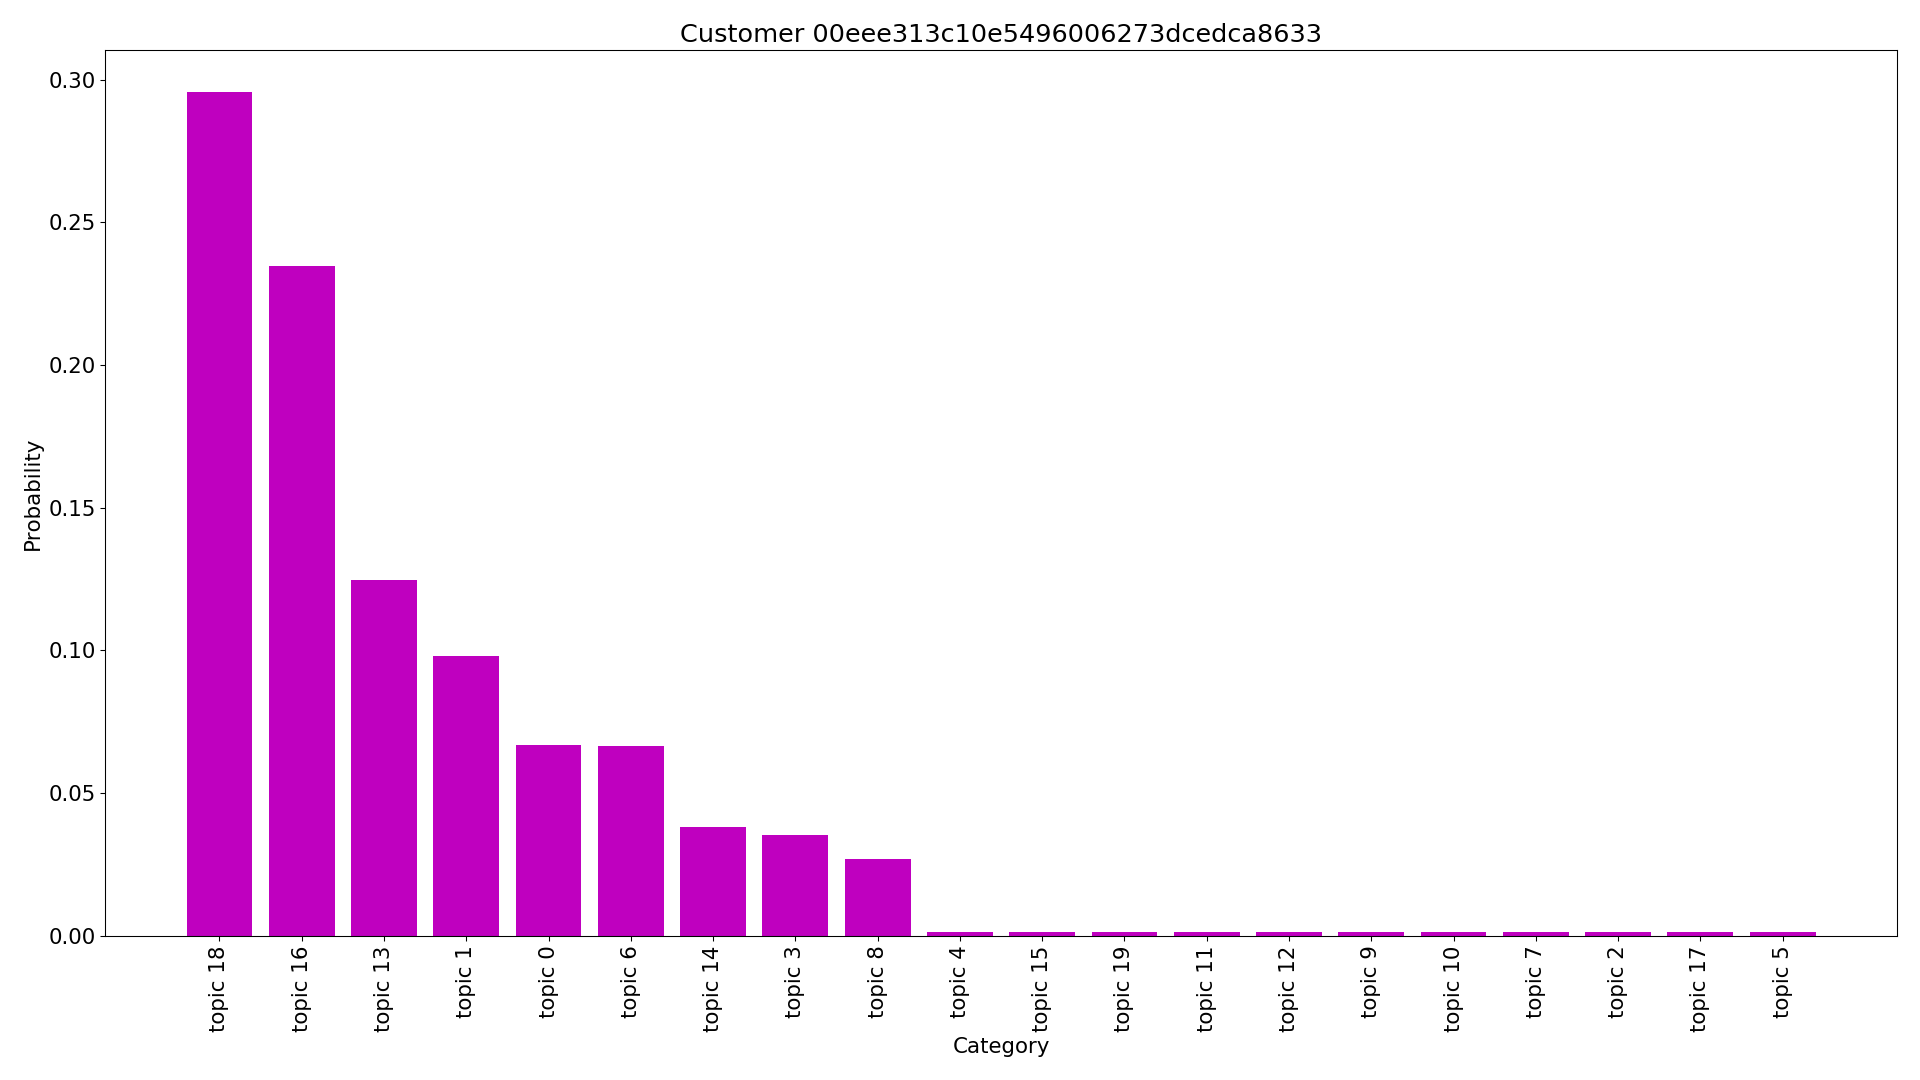 Customer 00eee313c10e5496006273dcedca8633
Probability
0.30
0.25
0.20
0.15
0.10
0.05
0.00
topic 18
topic 16
topic 13
topic 1
topic 0
topic 6
topic 14
topic 3
topic 8
topic 4
topic 15
topic 19
topic 11
topic 12
topic 9
topic 10
topic 7
topic 2
topic 17
topic 5
Category